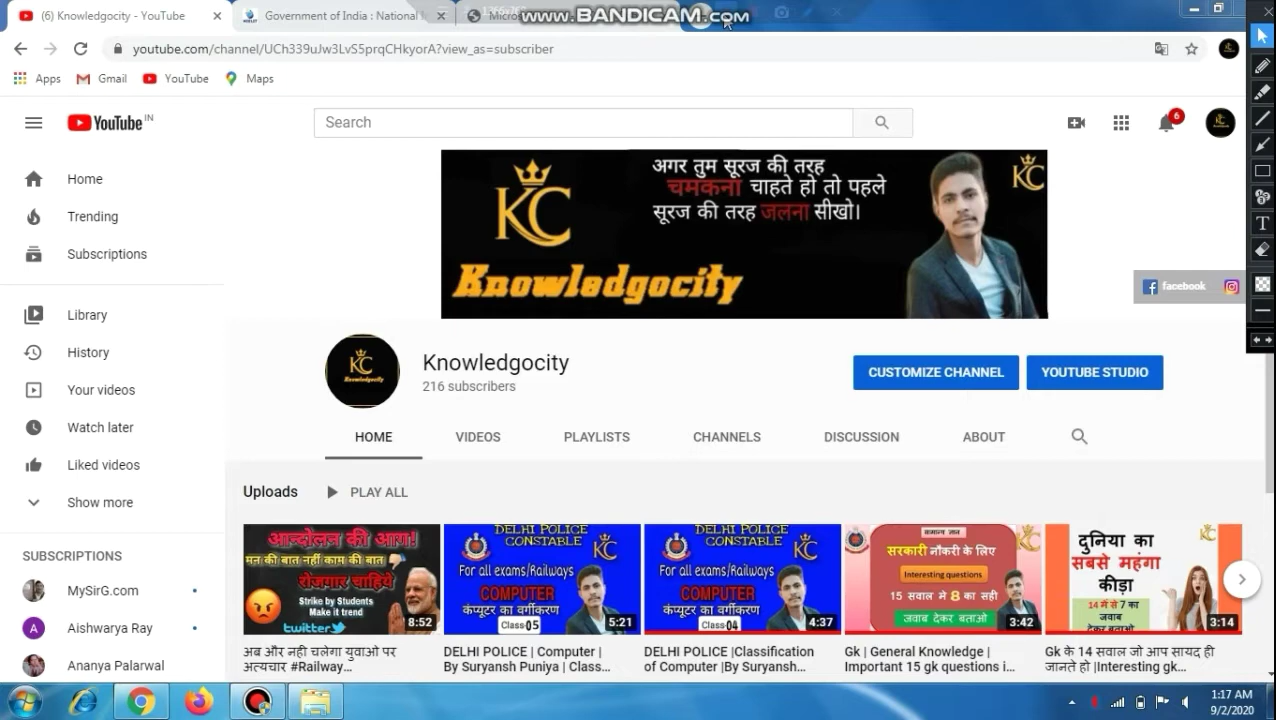 (6) Knowledgocity - YouTube
Government of India : National
www.BANDICAM.com
youtube.com/channel/UCh339uJw3LvS5prqCHkyorA?view_as=subscriber
Apps
Gmail
YouTube
Maps
YouTube IN
Search
6
Home
Trending
Subscriptions
Library
History
Your videos
Watch later
Liked videos
Show more
SUBSCRIPTIONS
MySirG.com
Aishwarya Ray
Ananya Palarwal
KC
अगर तुम सूरज की तरह
चमकना चाहते हो तो पहले
सूरज की तरह जलना सीखो।
KC
Knowledgocity
facebook
KC
Knowledgocity
Knowledgocity
216 subscribers
CUSTOMIZE CHANNEL
YOUTUBE STUDIO
HOME
VIDEOS
PLAYLISTS
CHANNELS
DISCUSSION
ABOUT
Uploads
PLAY ALL
आन्दोलन की आग!
मन की बात नहीं काम की बात
रोजगार चाहिये
Strike by Students
Make it trend
twitter
8:52
अब और नही चलेगा युवाओ पर
अत्याचार #Railway...
DELHI POLICE
CONSTABLE
KC
For all exams/Railways
COMPUTER
कंप्यूटर का वर्गीकरण
Class-05
5:21
DELHI POLICE | Computer |
By Suryansh Puniya | Class...
DELHI POLICE
CONSTABLE
KC
For all exams/Railways
COMPUTER
कंप्यूटर का वर्गीकरण
Class-04
4:37
DELHI POLICE |Classification
of Computer |By Suryansh...
सामान्य ज्ञान
KC
सरकारी नौकरी के लिए
Interesting questions
15 सवाल मे 8 का सही
जवाब देकर बताओ
3:42
Gk | General Knowledge |
Important 15 gk questions i...
KC
दुनिया का
सबसे महंगा
कीड़ा
14 मे से 7 का
जवाब
देकर बताओ
3:14
Gk के 14 सवाल जो आप सायद ही
जानते हो |Interesting gk...
1:17 AM
9/2/2020